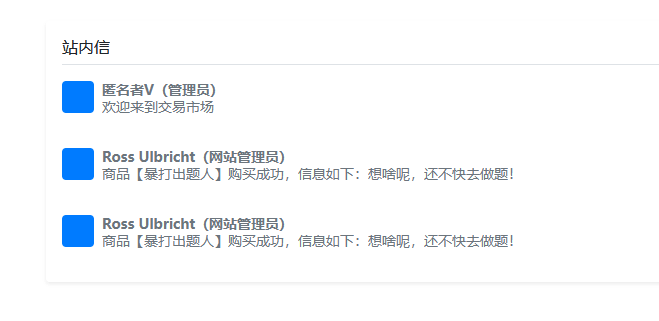 站内信
匿名者V（管理员）
欢迎来到交易市场
Ross Ulbricht（网站管理员）
商品【暴打出题人】购买成功，信息如下：想啥呢，还不快去做题！
Ross Ulbricht（网站管理员）
商品【暴打出题人】购买成功，信息如下：想啥呢，还不快去做题！